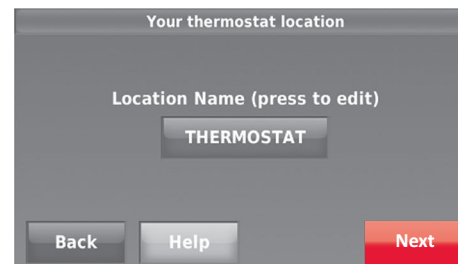 Your thermostat location
Location Name (press to edit)
THERMOSTAT
Back Help Next